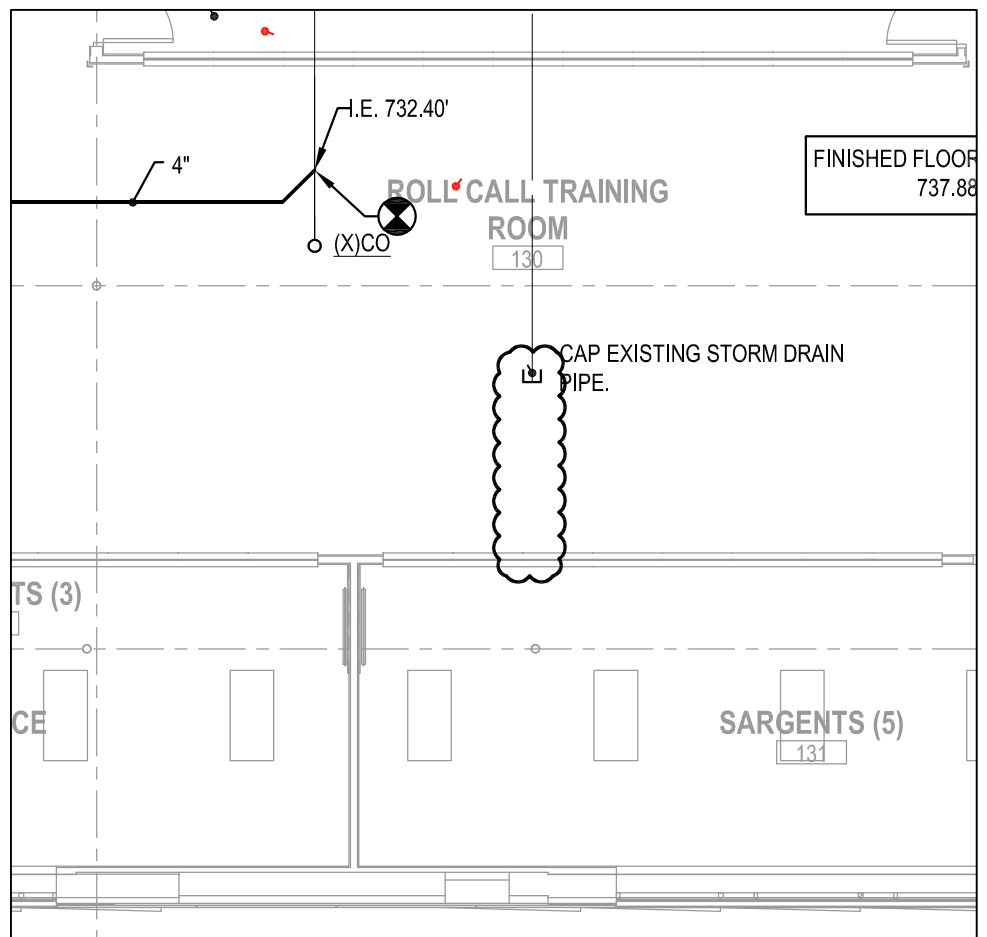 I.E. 732.40'
4"
FINISHED FLOOR
737.88
ROLL CALL TRAINING
ROOM
130
(X)CO
CAP EXISTING STORM DRAIN
PIPE.
TS (3)
CE
SARGENTS (5)
131